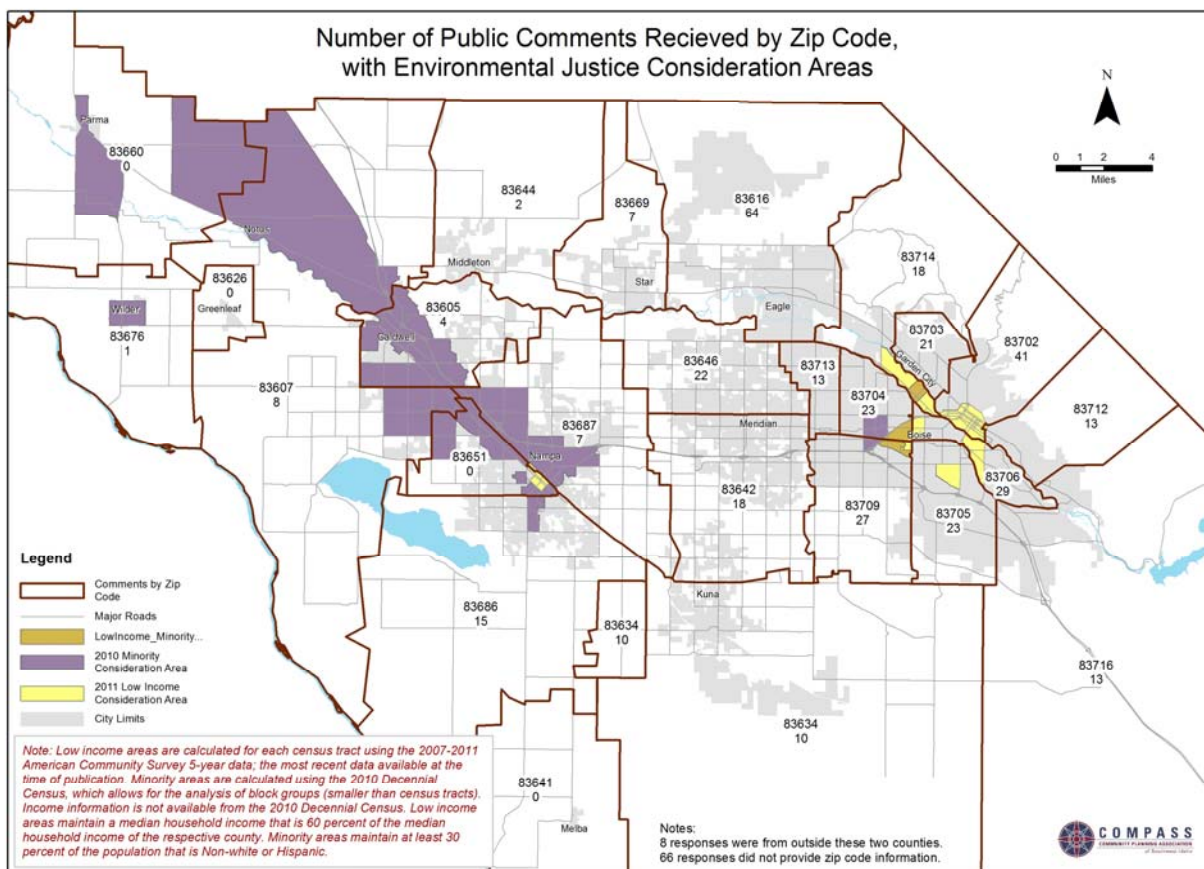 Number of Public Comments Recieved by Zip Code,
with Environmental Justice Consideration Areas
N
0 1 2 4
Miles
Parma
83660
0
83644
2
83669
7
83616
64
Notus
Middleton
Star
Eagle
83714
18
83626
0
Greenleaf
Wilder
83676
1
83605
4
Caldwell
83703
21
Garden City
83702
41
83646
22
83713
13
83704
23
83712
13
83607
8
83687
7
Meridian
Boise
83651
0
Nampa
83642
18
83709
27
83705
23
83706
29
83686
15
83634
10
Kuna
83716
13
83634
10
83641
0
Melba
Legend
Comments by Zip
Code
Major Roads
LowIncome_Minority...
2010 Minority
Consideration Area
2011 Low Income
Consideration Area
City Limits
Note: Low income areas are calculated for each census tract using the 2007-2011
American Community Survey 5-year data; the most recent data available at the
time of publication. Minority areas are calculated using the 2010 Decennial
Census, which allows for the analysis of block groups (smaller than census tracts).
Income information is not available from the 2010 Decennial Census. Low income
areas maintain a median household income that is 60 percent of the median
household income of the respective county. Minority areas maintain at least 30
percent of the population that is Non-white or Hispanic.
Notes:
8 responses were from outside these two counties.
66 responses did not provide zip code information.
COMPASS
COMMUNITY PLANNING ASSOCIATION
of Southwest Idaho